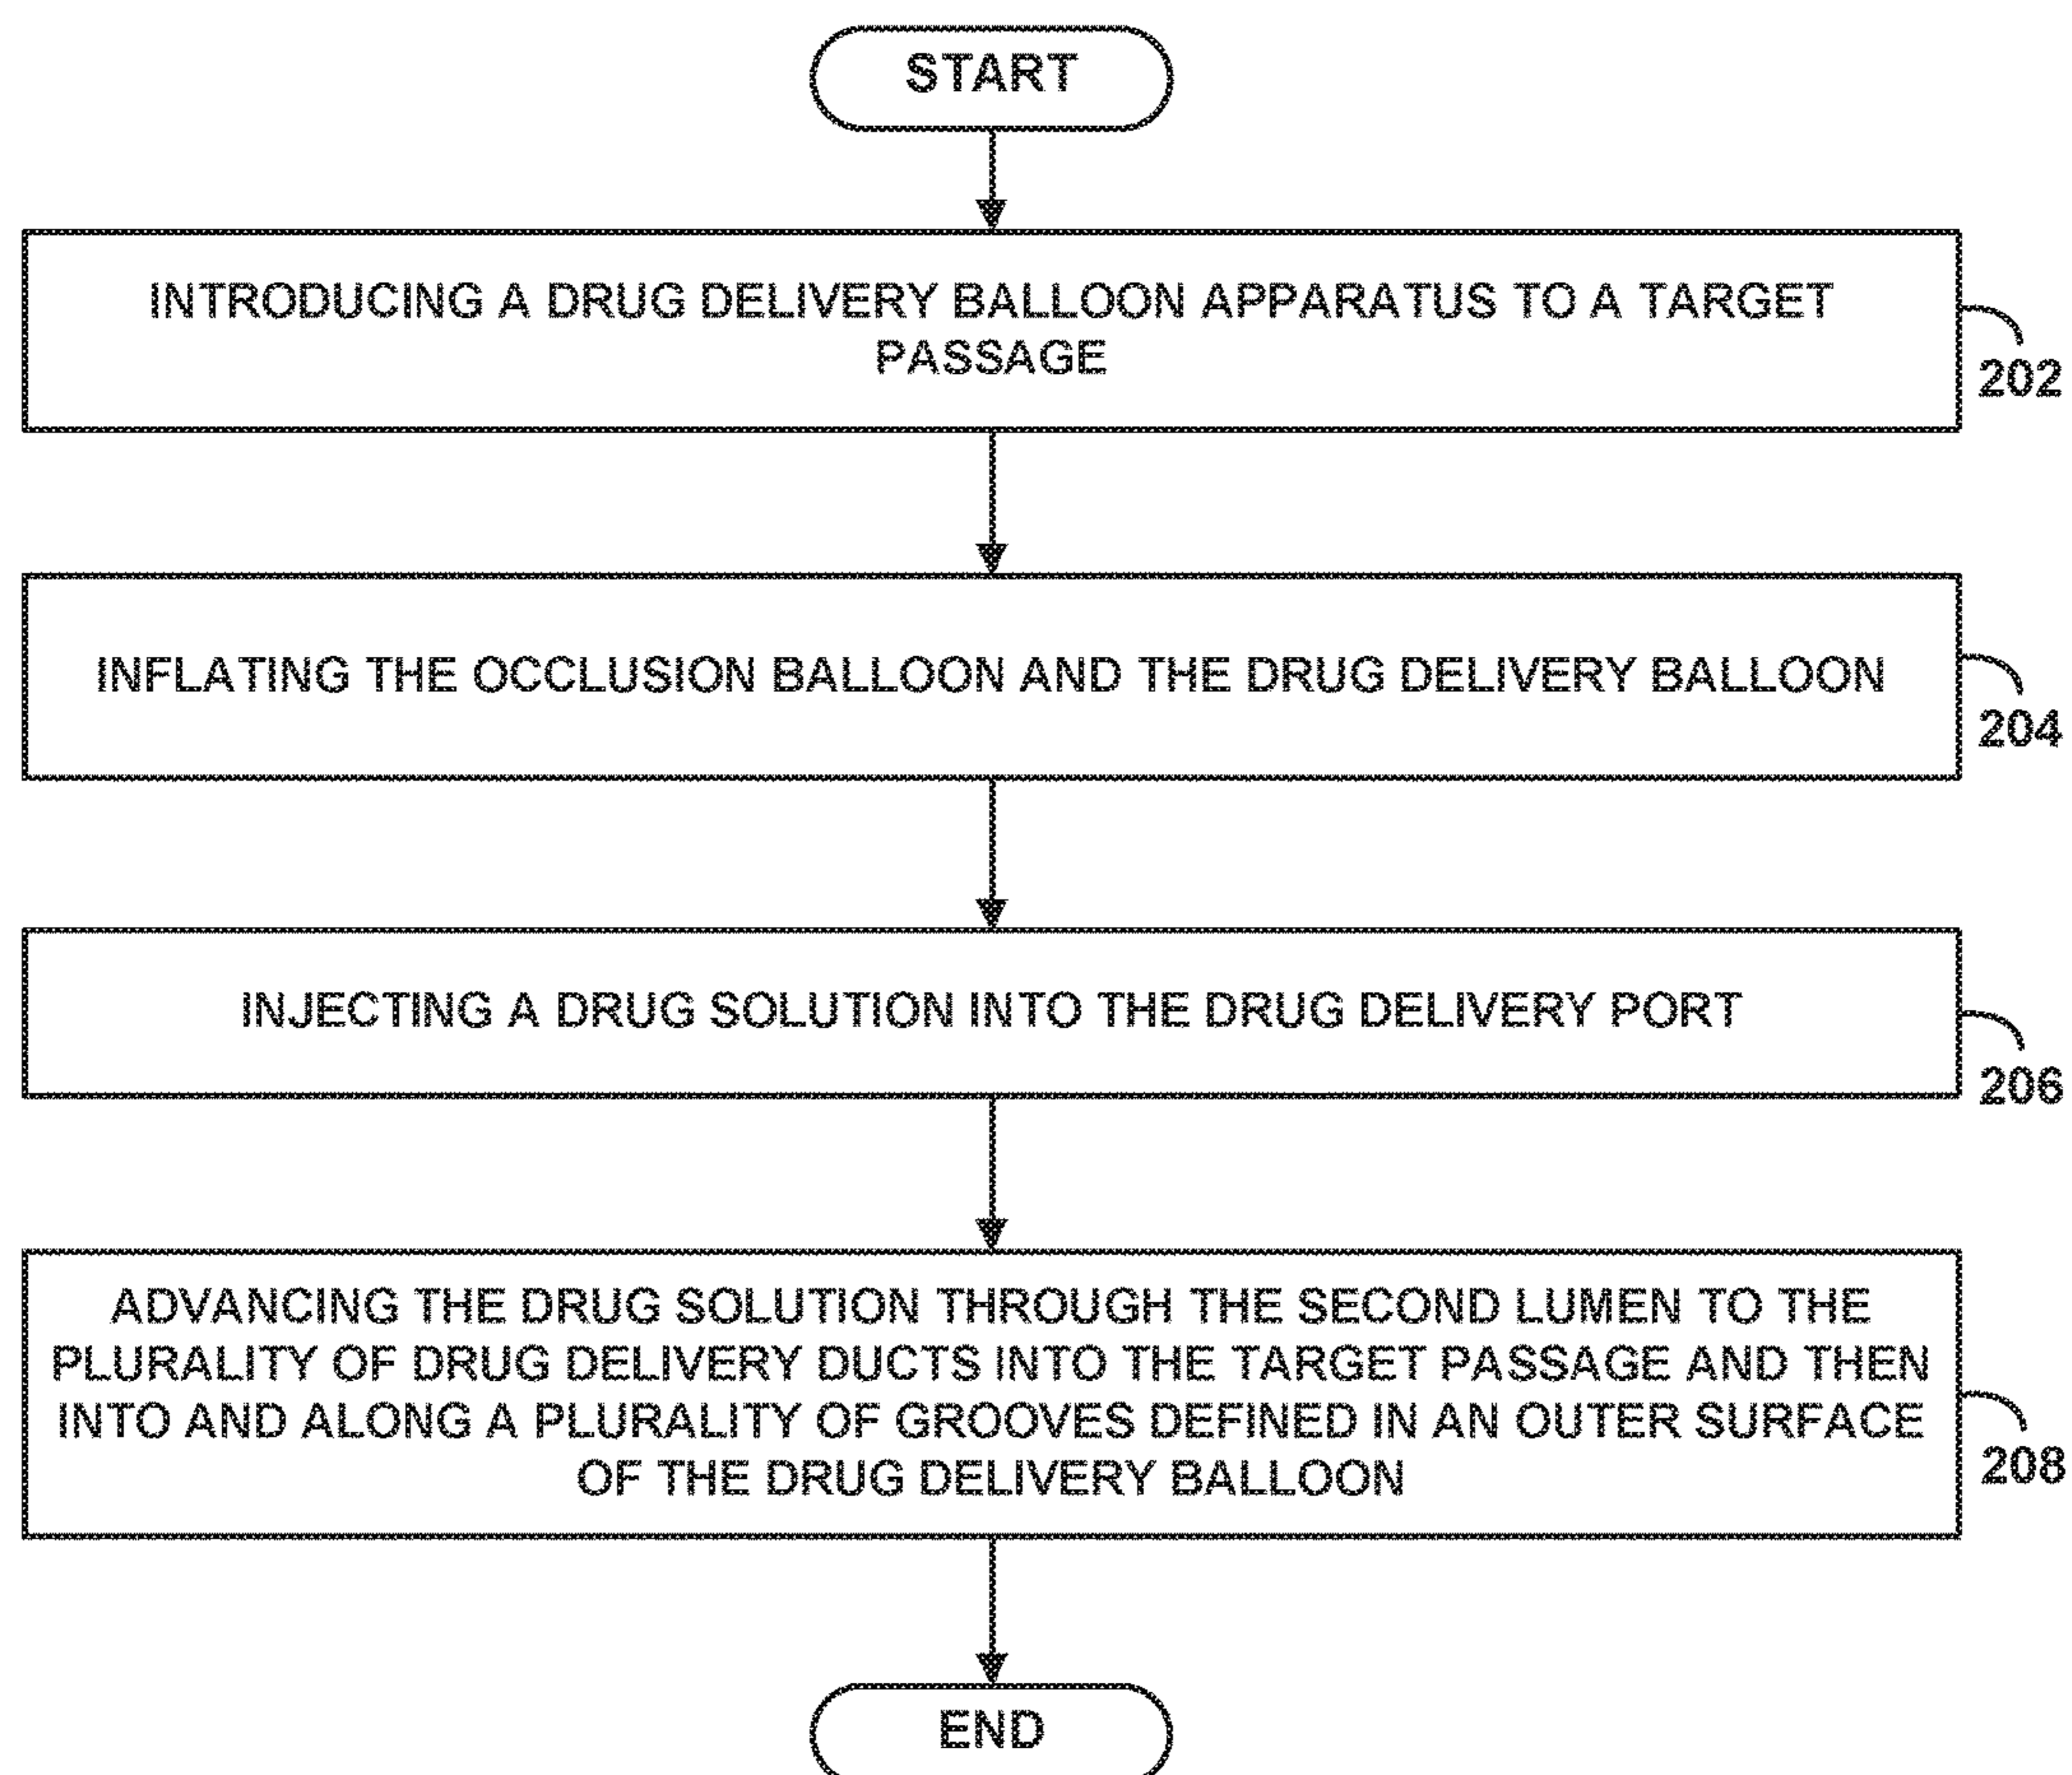 START
INTRODUCING A DRUG DELIVERY BALLOON APPARATUS TO A TARGET
PASSAGE
202
INFLATING THE OCCLUSION BALLOON AND THE DRUG DELIVERY BALLOON
204
INJECTING A DRUG SOLUTION INTO THE DRUG DELIVERY PORT
206
ADVANCING THE DRUG SOLUTION THROUGH THE SECOND LUMEN TO THE
PLURALITY OF DRUG DELIVERY DUCTS INTO THE TARGET PASSAGE AND THEN
INTO AND ALONG A PLURALITY OF GROOVES DEFINED IN AN OUTER SURFACE
OF THE DRUG DELIVERY BALLOON
208
END